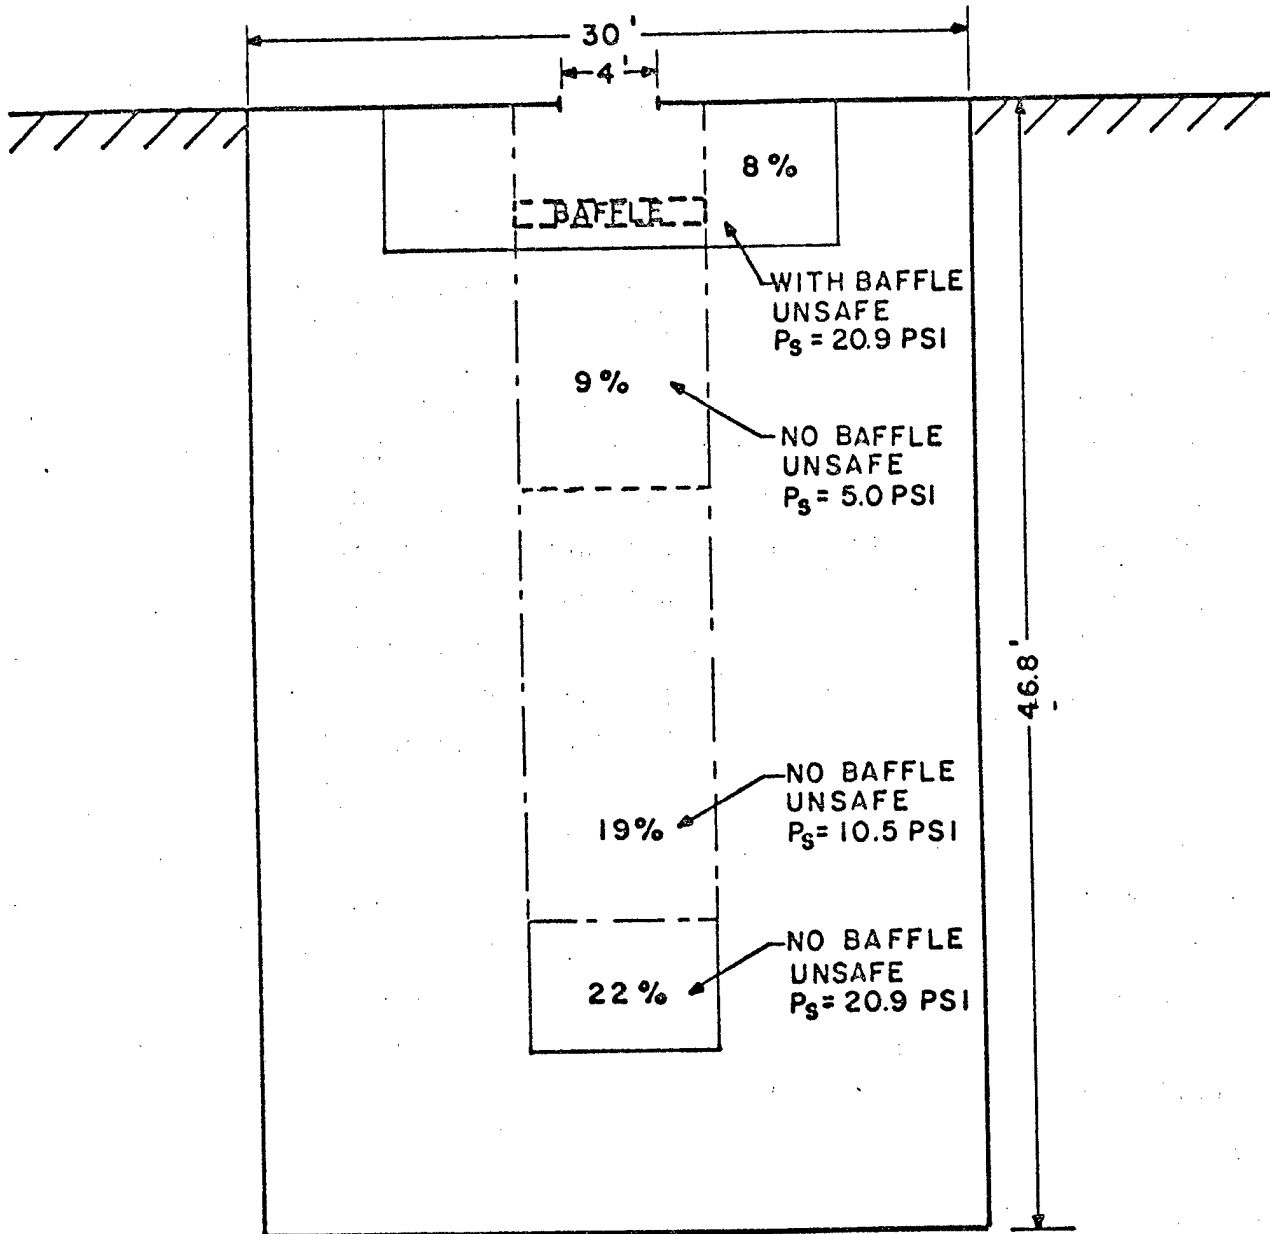 30'
4'
8%
BAFFLE
WITH BAFFLE
UNSAFE
Ps = 20.9 PSI
9%
NO BAFFLE
UNSAFE
Ps = 5.0 PSI
46.8'
NO BAFFLE
UNSAFE
Ps = 10.5 PSI
19%
NO BAFFLE
UNSAFE
Ps = 20.9 PSI
22%